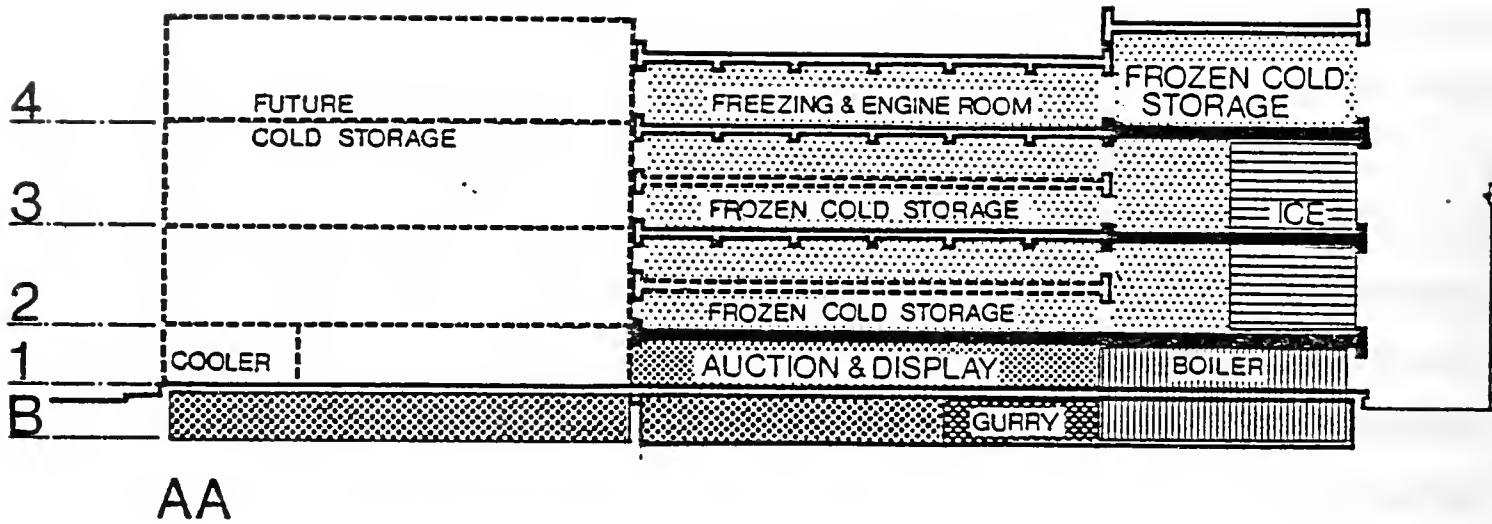 4
FUTURE
COLD STORAGE
FREEZING & ENGINE ROOM
FROZEN COLD
STORAGE
3
FROZEN COLD STORAGE
ICE
2
FROZEN COLD STORAGE
1
COOLER
AUCTION & DISPLAY
BOILER
B
GURRY
AA